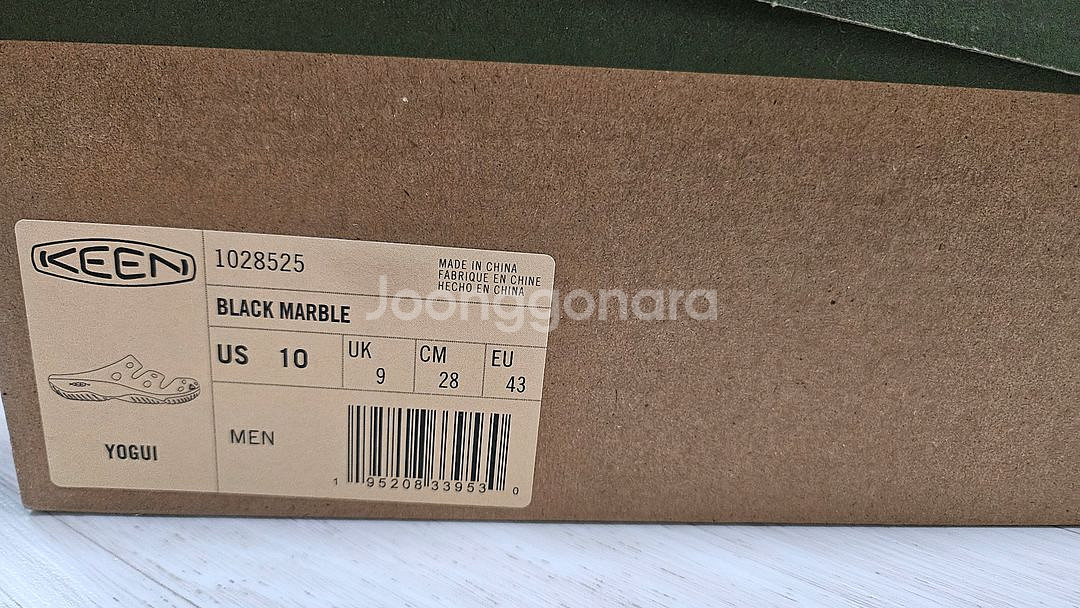 KEEN
1028525
MADE IN CHINA
FABRIQUE EN CHINE
HECHO EN CHINA
BLACK MARBLE
Joonggonara
US 10
UK 9
CM 28
EU 43
KEEN
YOGUI
MEN
1 95208 33953 0